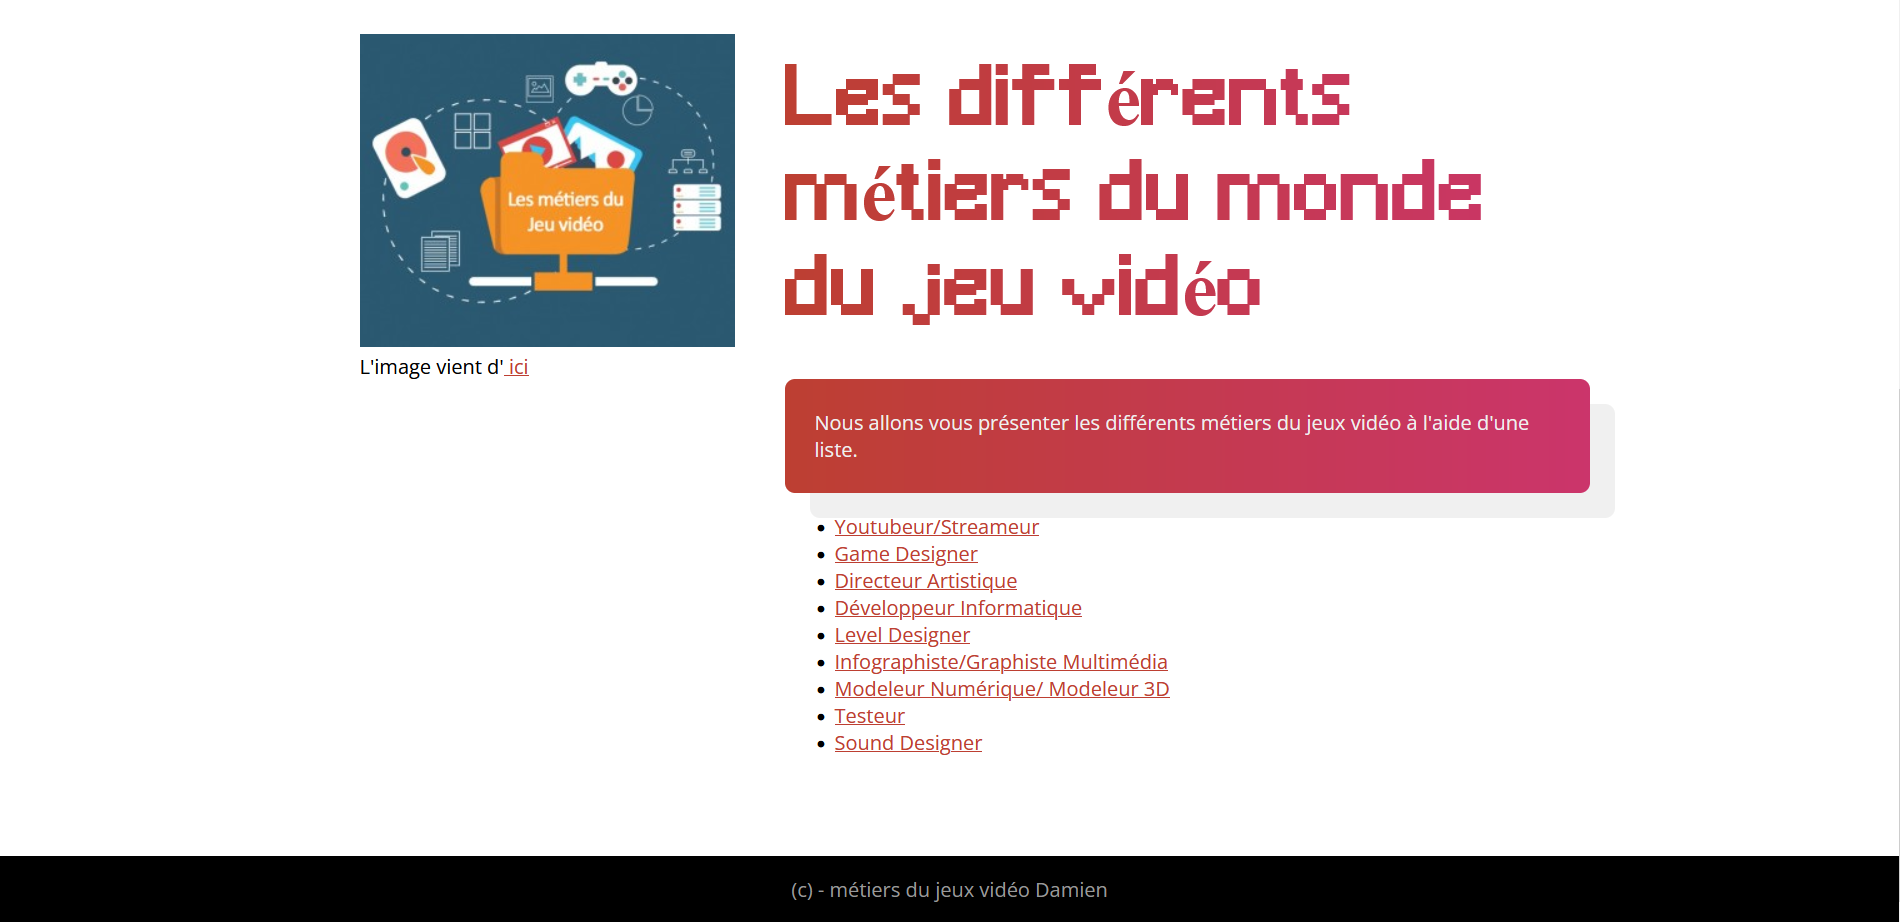 Les métiers du
Jeu vidéo
L'image vient d' ici
Les différents
métiers du monde
du jeu vidéo
Nous allons vous présenter les différents métiers du jeux vidéo à l'aide d'une
liste.
Youtubeur/Streameur
Game Designer
Directeur Artistique
Développeur Informatique
Level Designer
Infographiste/Graphiste Multimédia
Modeleur Numérique/ Modeleur 3D
Testeur
Sound Designer
(c) - métiers du jeux vidéo Damien